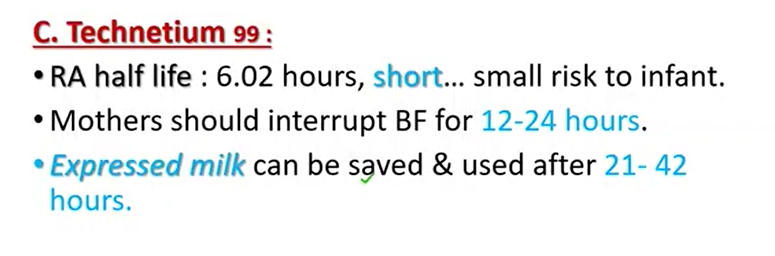 C. Technetium 99 :
• RA half life : 6.02 hours, short... small risk to infant.
• Mothers should interrupt BF for 12-24 hours.
• Expressed milk can be saved & used after 21- 42
hours.